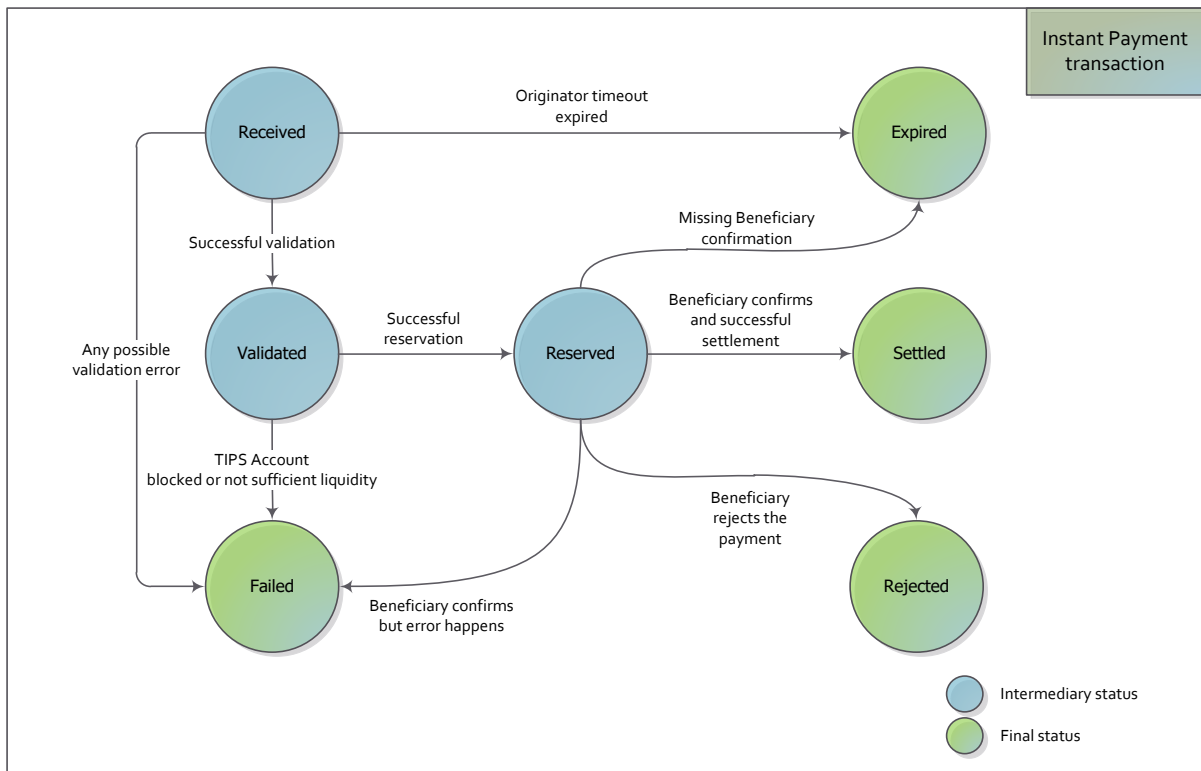 Instant Payment
transaction
Received
Originator timeout
expired
Expired
Successful validation
Missing Beneficiary
confirmation
Any possible
validation error
Validated
Successful
reservation
Reserved
Beneficiary confirms
and successful
settlement
Settled
TIPS Account
blocked or not sufficient liquidity
Beneficiary
rejects the
payment
Failed
Beneficiary confirms
but error happens
Rejected
Intermediary status
Final status